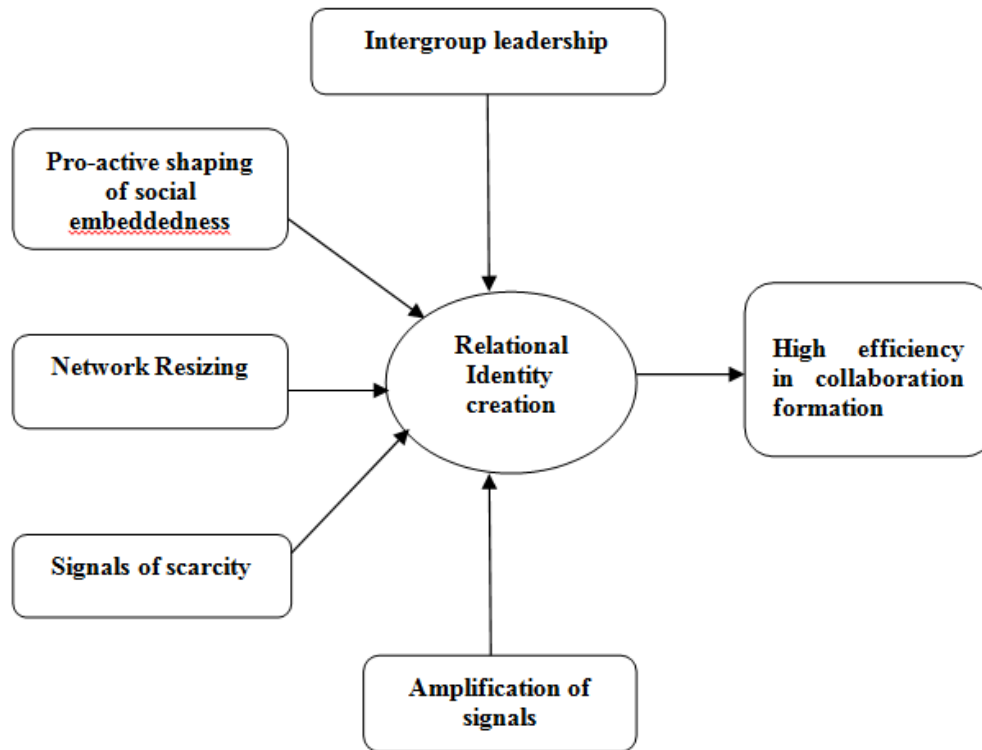 Intergroup leadership
Pro-active shaping
of social
embeddedness
Network Resizing
Signals of scarcity
Relational
Identity
creation
High efficiency
in collaboration
formation
Amplification of
signals